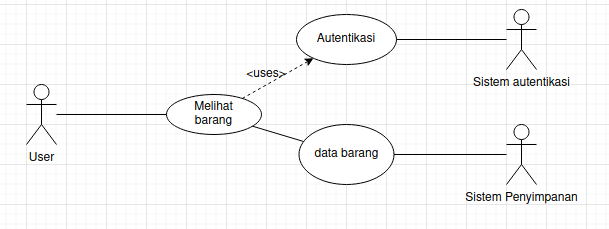 Autentikasi
Sistem autentikasi
<uses>
Melihat
barang
User
data barang
Sistem Penyimpanan